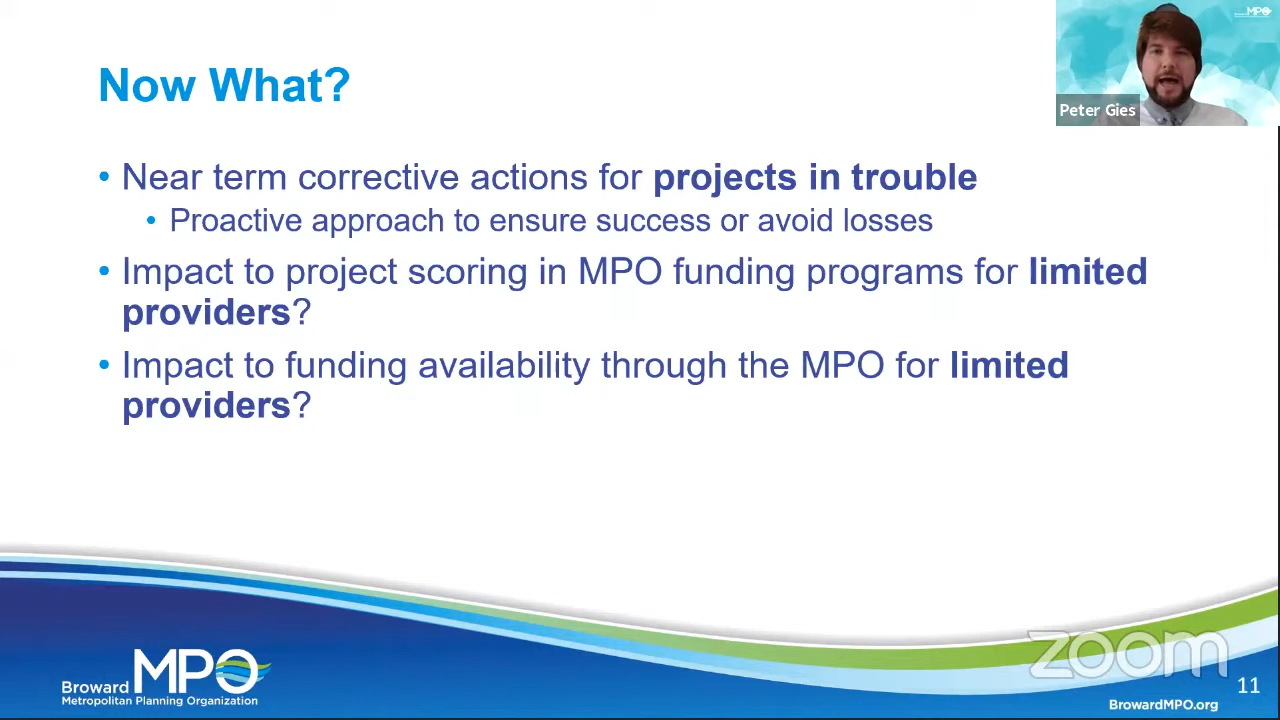 MPO
Peter Gies
Now What?
• Near term corrective actions for projects in trouble
• Proactive approach to ensure success or avoid losses
• Impact to project scoring in MPO funding programs for limited
providers?
• Impact to funding availability through the MPO for limited
providers?
Broward MPO
Metropolitan Planning Organization
zoom
11
BrowardMPO.org